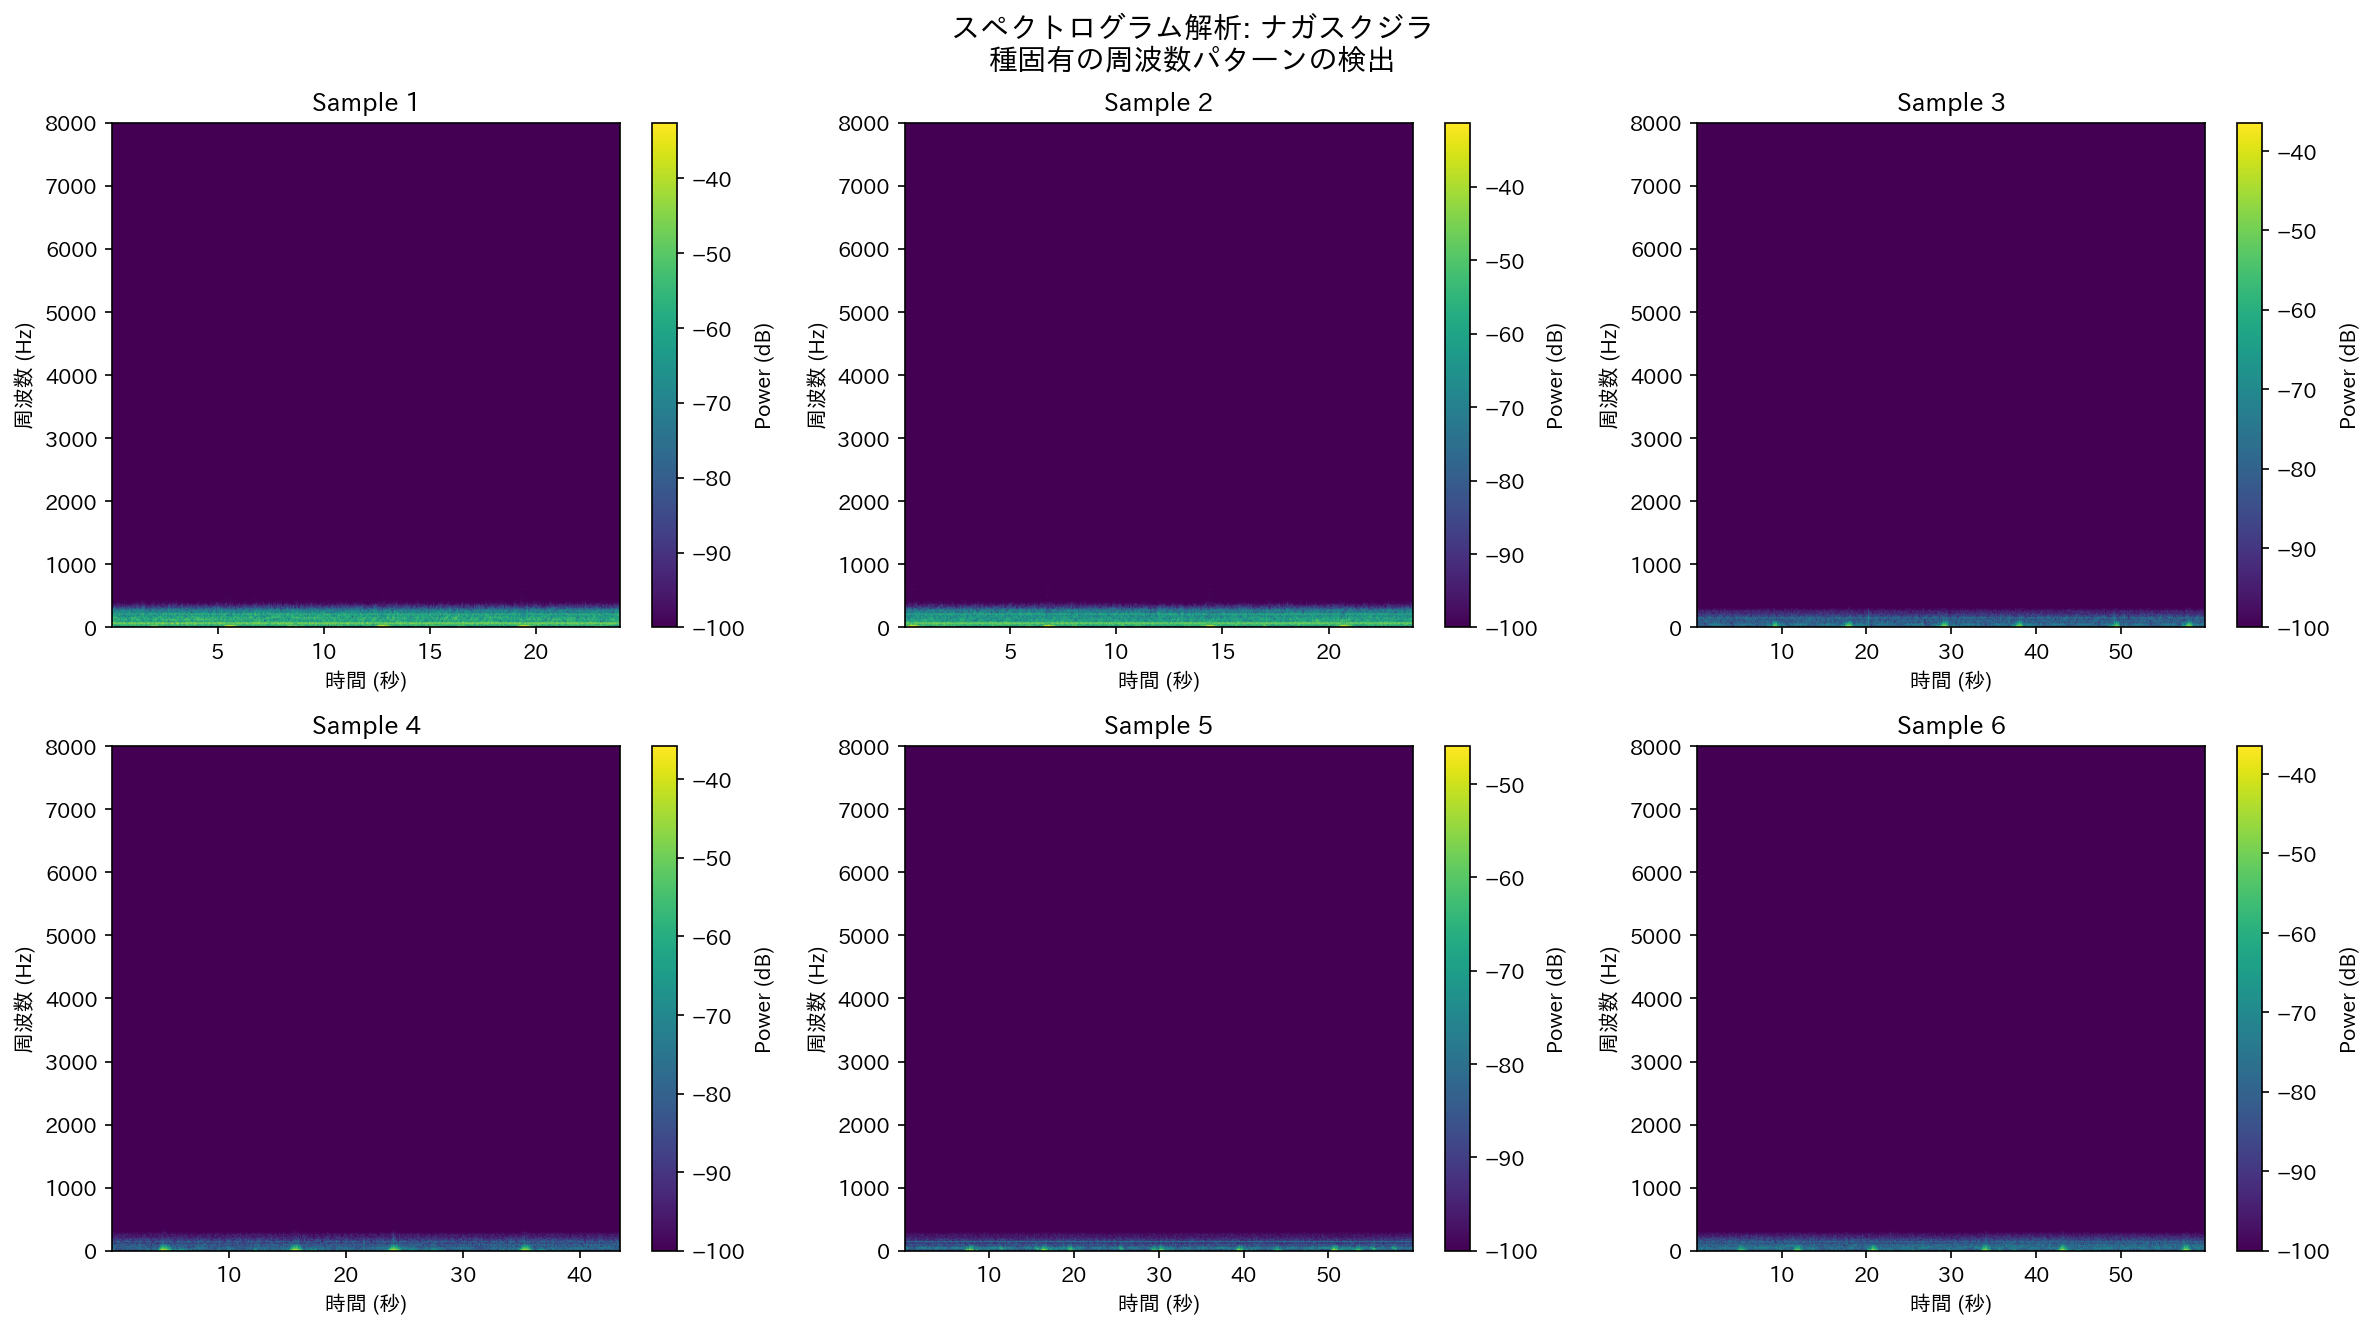 スペクトログラム解析: ナガスクジラ
種固有の周波数パターンの検出
Sample 1
8000
7000
6000
5000
4000
3000
2000
1000
0
周波数 (Hz)
5 10 15 20
時間 (秒)
−40
−50
−60
−70
−80
−90
−100
Power (dB)
Sample 2
8000
7000
6000
5000
4000
3000
2000
1000
0
周波数 (Hz)
5 10 15 20
時間 (秒)
−40
−50
−60
−70
−80
−90
−100
Power (dB)
Sample 3
8000
7000
6000
5000
4000
3000
2000
1000
0
周波数 (Hz)
10 20 30 40 50
時間 (秒)
−40
−50
−60
−70
−80
−90
−100
Power (dB)
Sample 4
8000
7000
6000
5000
4000
3000
2000
1000
0
周波数 (Hz)
10 20 30 40
時間 (秒)
−40
−50
−60
−70
−80
−90
−100
Power (dB)
Sample 5
8000
7000
6000
5000
4000
3000
2000
1000
0
周波数 (Hz)
10 20 30 40 50
時間 (秒)
−50
−60
−70
−80
−90
−100
Power (dB)
Sample 6
8000
7000
6000
5000
4000
3000
2000
1000
0
周波数 (Hz)
10 20 30 40 50
時間 (秒)
−40
−50
−60
−70
−80
−90
−100
Power (dB)